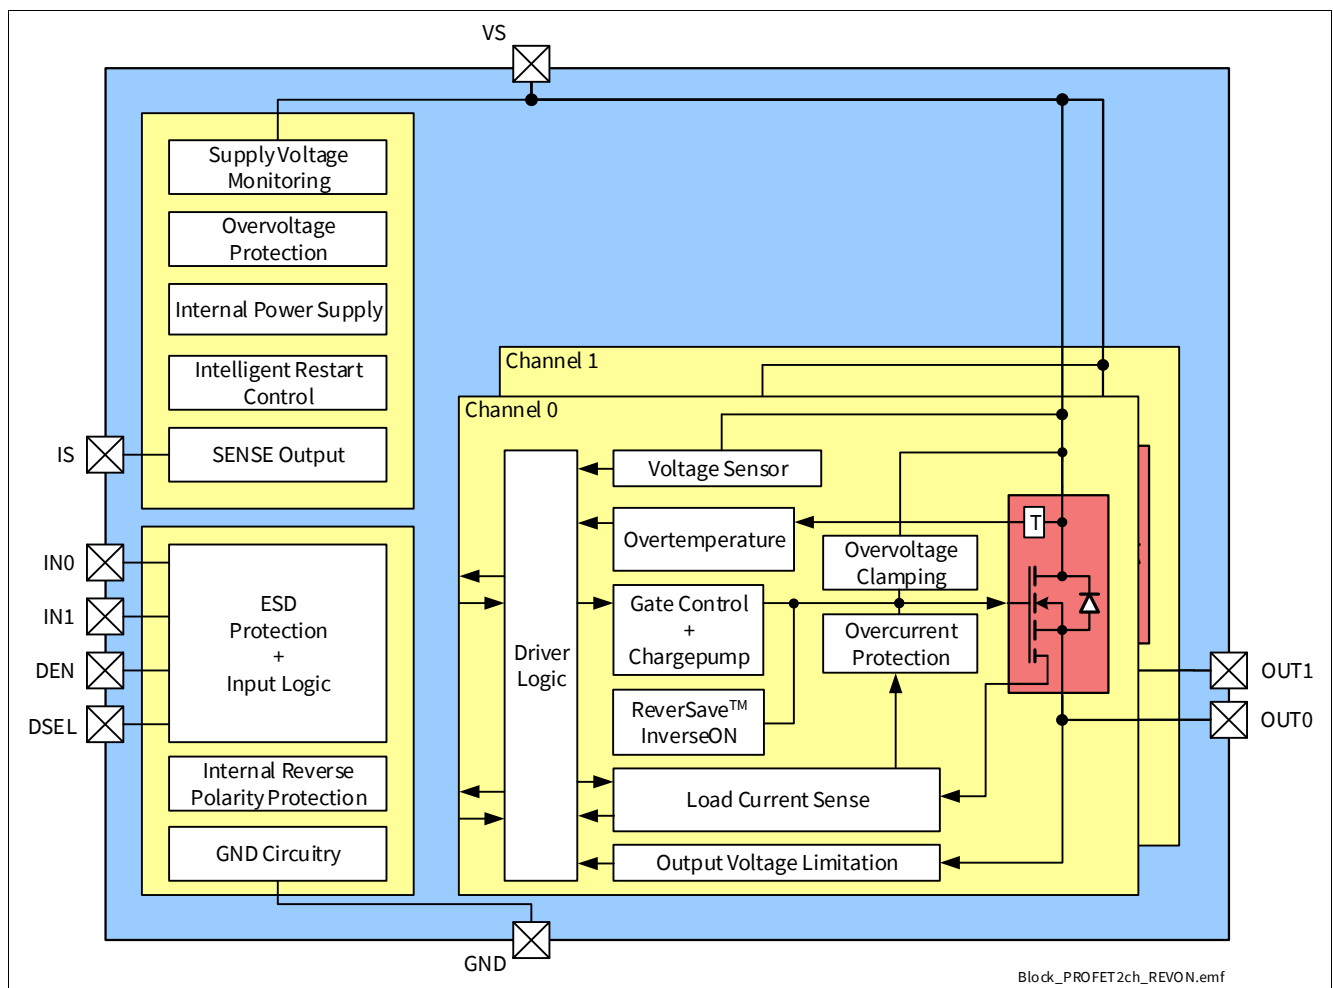 VS
Supply Voltage
Monitoring
Overvoltage
Protection
Internal Power Supply
Intelligent Restart
Control
SENSE Output
IS
IN0
IN1
DEN
DSEL
ESD
Protection
+
Input Logic
Internal Reverse
Polarity Protection
GND Circuitry
GND
Channel 1
Channel 0
Driver
Logic
Voltage Sensor
Overtemperature
Overvoltage
Clamping
T
Gate Control
+
Chargepump
Overcurrent
Protection
ReverSave™
InverseON
Load Current Sense
Output Voltage Limitation
OUT1
OUT0
Block_PROFET2ch_REVON.emf